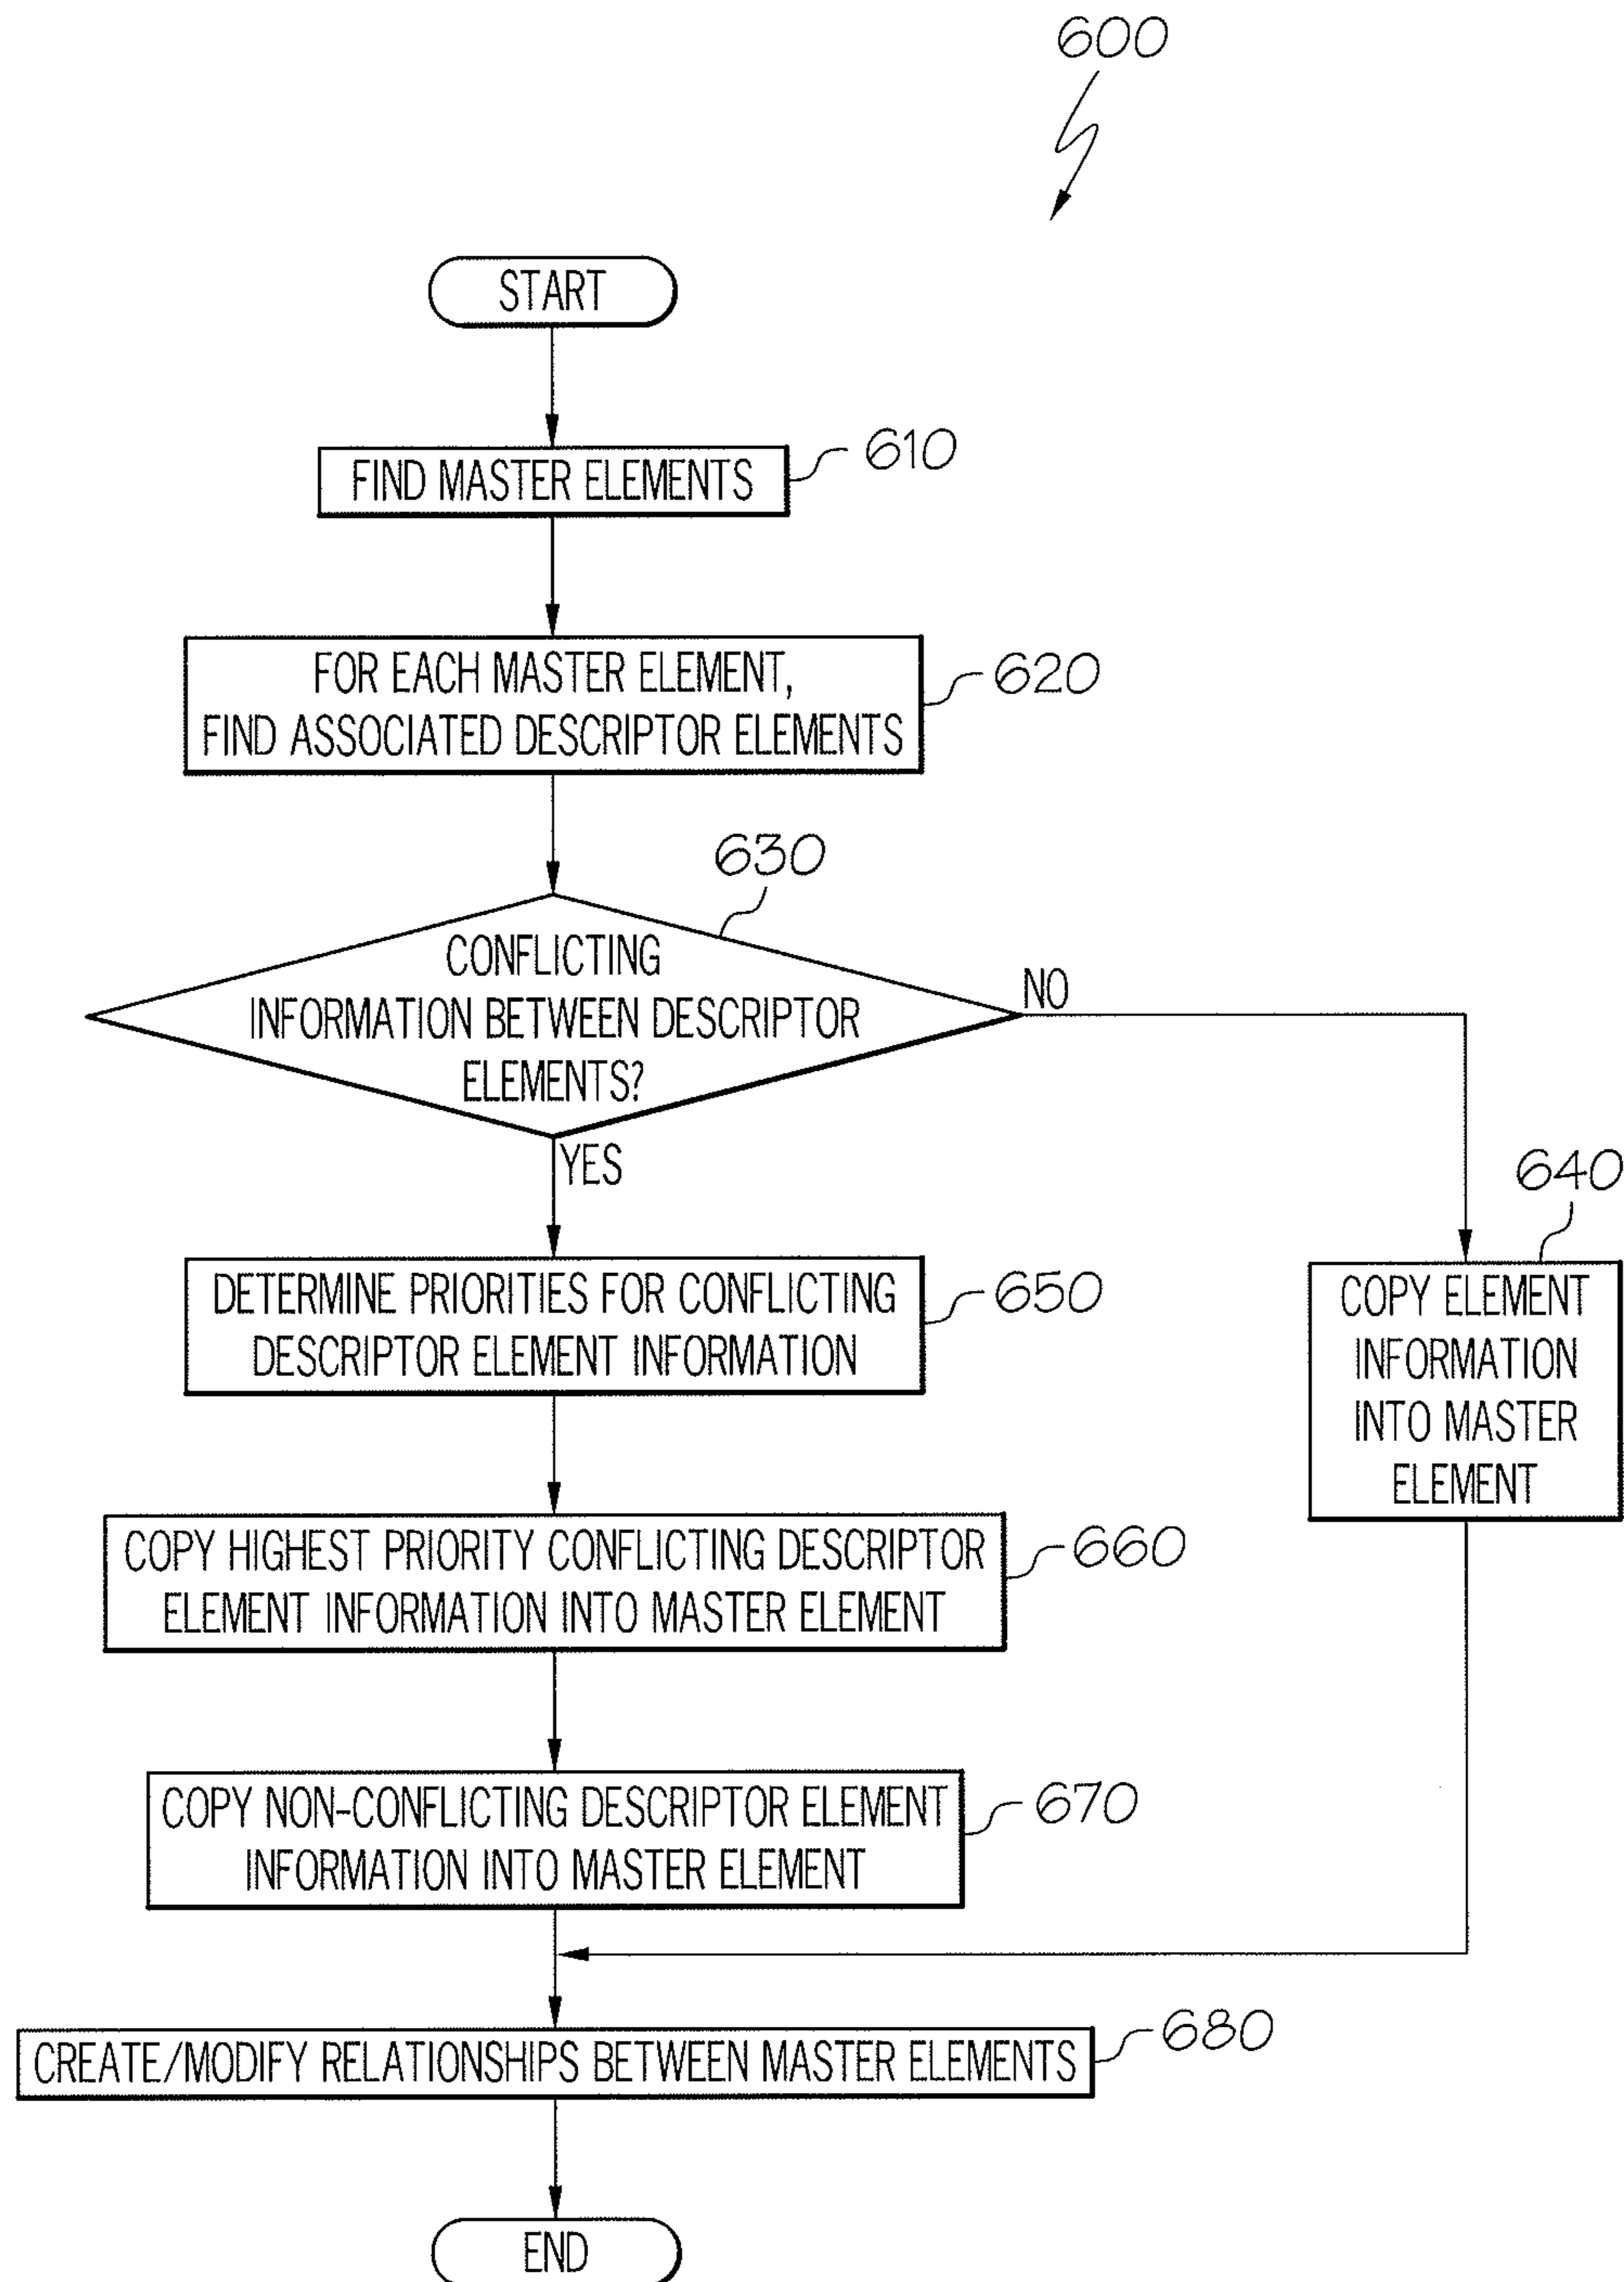 600
START
FIND MASTER ELEMENTS
610
FOR EACH MASTER ELEMENT,
FIND ASSOCIATED DESCRIPTOR ELEMENTS
620
630
CONFLICTING
INFORMATION BETWEEN DESCRIPTOR
ELEMENTS?
NO
YES
640
COPY ELEMENT
INFORMATION
INTO MASTER
ELEMENT
DETERMINE PRIORITIES FOR CONFLICTING
DESCRIPTOR ELEMENT INFORMATION
650
COPY HIGHEST PRIORITY CONFLICTING DESCRIPTOR
ELEMENT INFORMATION INTO MASTER ELEMENT
660
COPY NON-CONFLICTING DESCRIPTOR ELEMENT
INFORMATION INTO MASTER ELEMENT
670
CREATE/MODIFY RELATIONSHIPS BETWEEN MASTER ELEMENTS
680
END